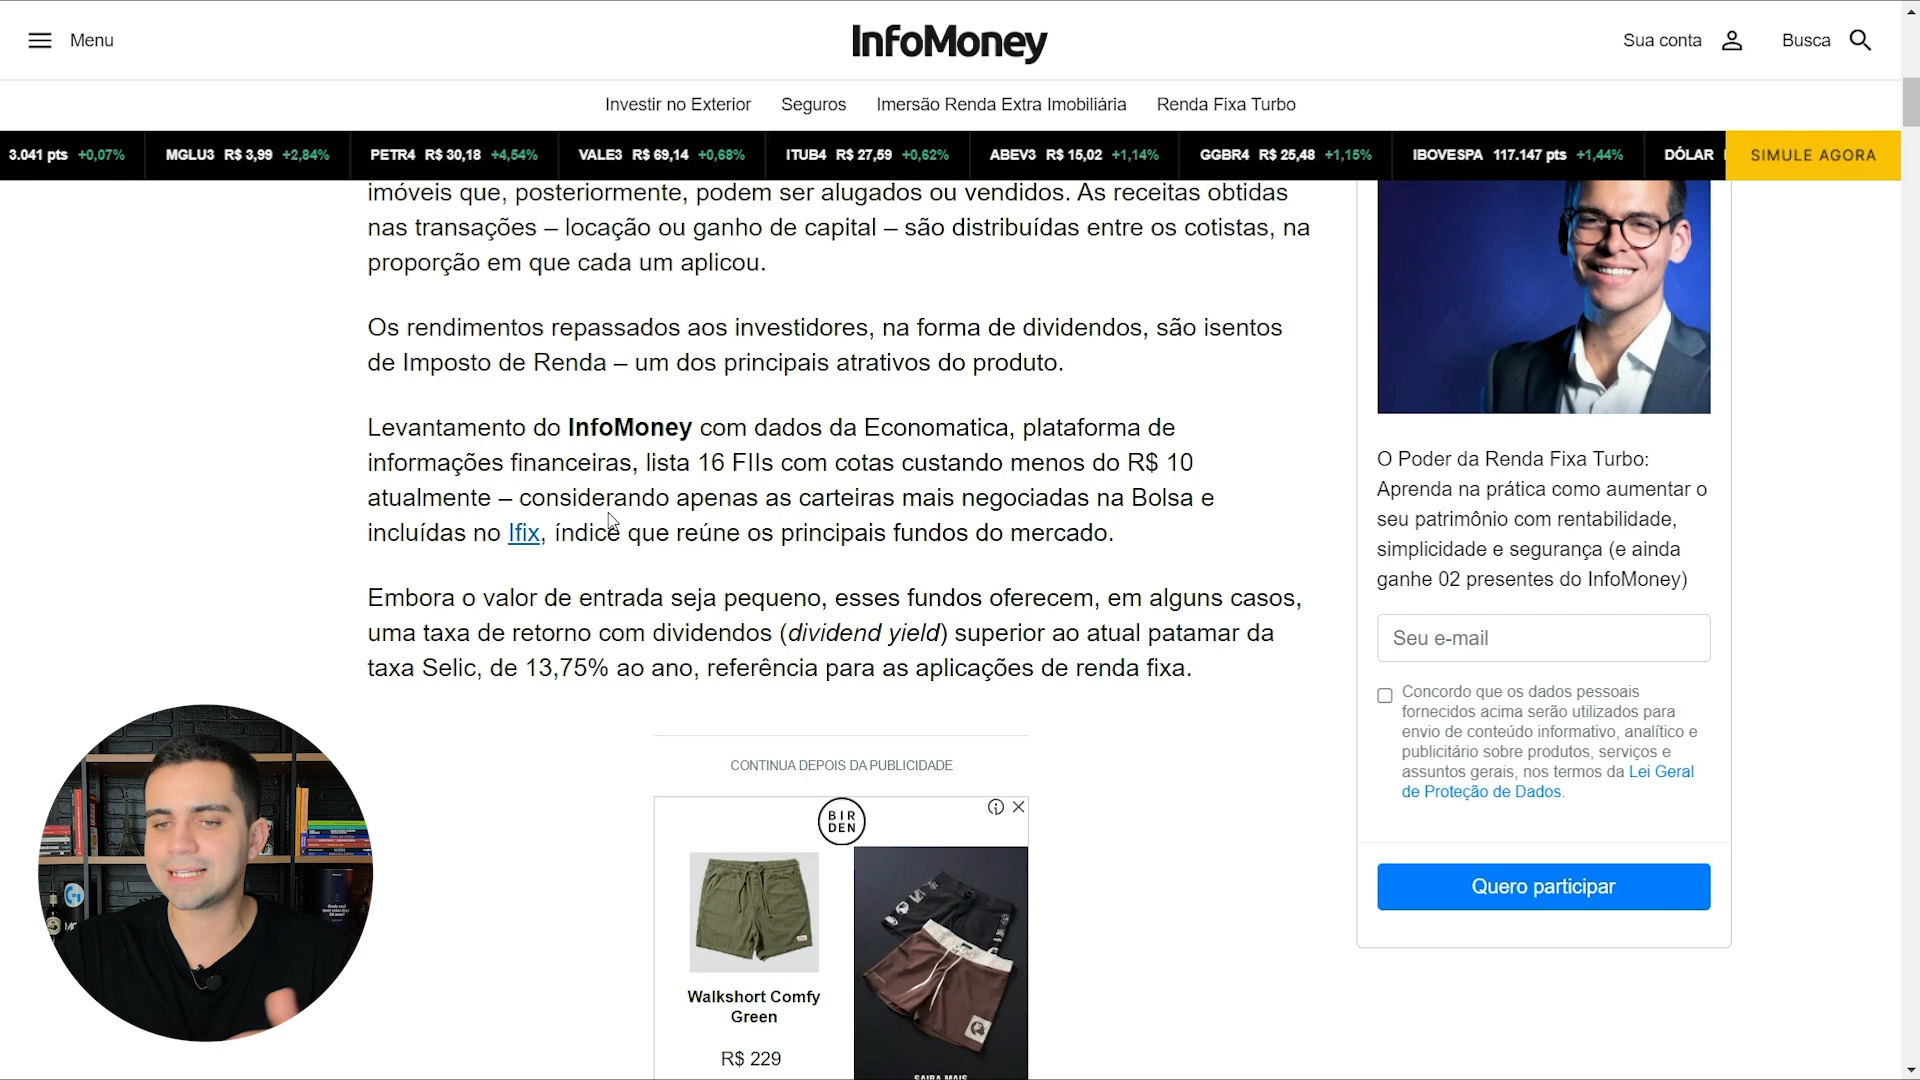 Menu
InfoMoney
Sua conta
Busca
Investir no Exterior Seguros Imersão Renda Extra Imobiliária Renda Fixa Turbo
3.041 pts +0,07% MGLU3 R$ 3,99 +2,84% PETR4 R$ 30,18 +4,54% VALE3 R$ 69,14 +0,68% ITUB4 R$ 27,59 +0,62% ABEV3 R$ 15,02 +1,14% GGBR4 R$ 25,48 +1,15% IBOVESPA 117.147 pts +1,44% DÓLAR
SIMULE AGORA
imóveis que, posteriormente, podem ser alugados ou vendidos. As receitas obtidas
nas transações – locação ou ganho de capital – são distribuídas entre os cotistas, na
proporção em que cada um aplicou.
Os rendimentos repassados aos investidores, na forma de dividendos, são isentos
de Imposto de Renda – um dos principais atrativos do produto.
Levantamento do InfoMoney com dados da Economatica, plataforma de
informações financeiras, lista 16 FIIs com cotas custando menos do R$ 10
atualmente – considerando apenas as carteiras mais negociadas na Bolsa e
incluídas no Ifix, índice que reúne os principais fundos do mercado.
Embora o valor de entrada seja pequeno, esses fundos oferecem, em alguns casos,
uma taxa de retorno com dividendos (dividend yield) superior ao atual patamar da
taxa Selic, de 13,75% ao ano, referência para as aplicações de renda fixa.
CONTINUA DEPOIS DA PUBLICIDADE
BIR
DEN
Walkshort Comfy
Green
R$ 229
SAIBA MAIS
O Poder da Renda Fixa Turbo:
Aprenda na prática como aumentar o
seu patrimônio com rentabilidade,
simplicidade e segurança (e ainda
ganhe 02 presentes do InfoMoney)
Seu e-mail
Concordo que os dados pessoais
fornecidos acima serão utilizados para
envio de conteúdo informativo, analítico e
publicitário sobre produtos, serviços e
assuntos gerais, nos termos da Lei Geral
de Proteção de Dados.
Quero participar